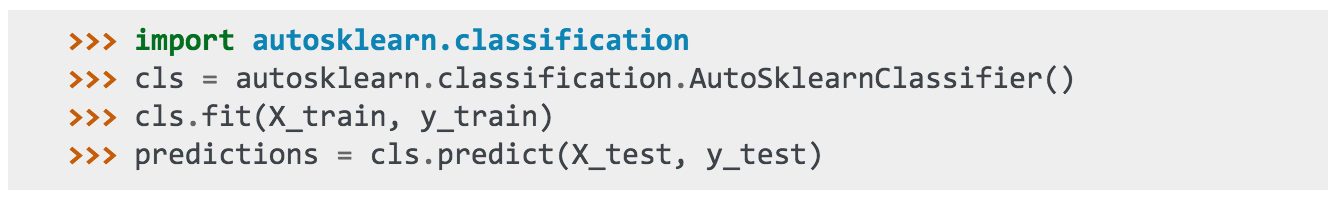 >>> import autosklearn.classification
>>> cls = autosklearn.classification.AutoSklearnClassifier()
>>> cls.fit(X_train, y_train)
>>> predictions = cls.predict(X_test, y_test)